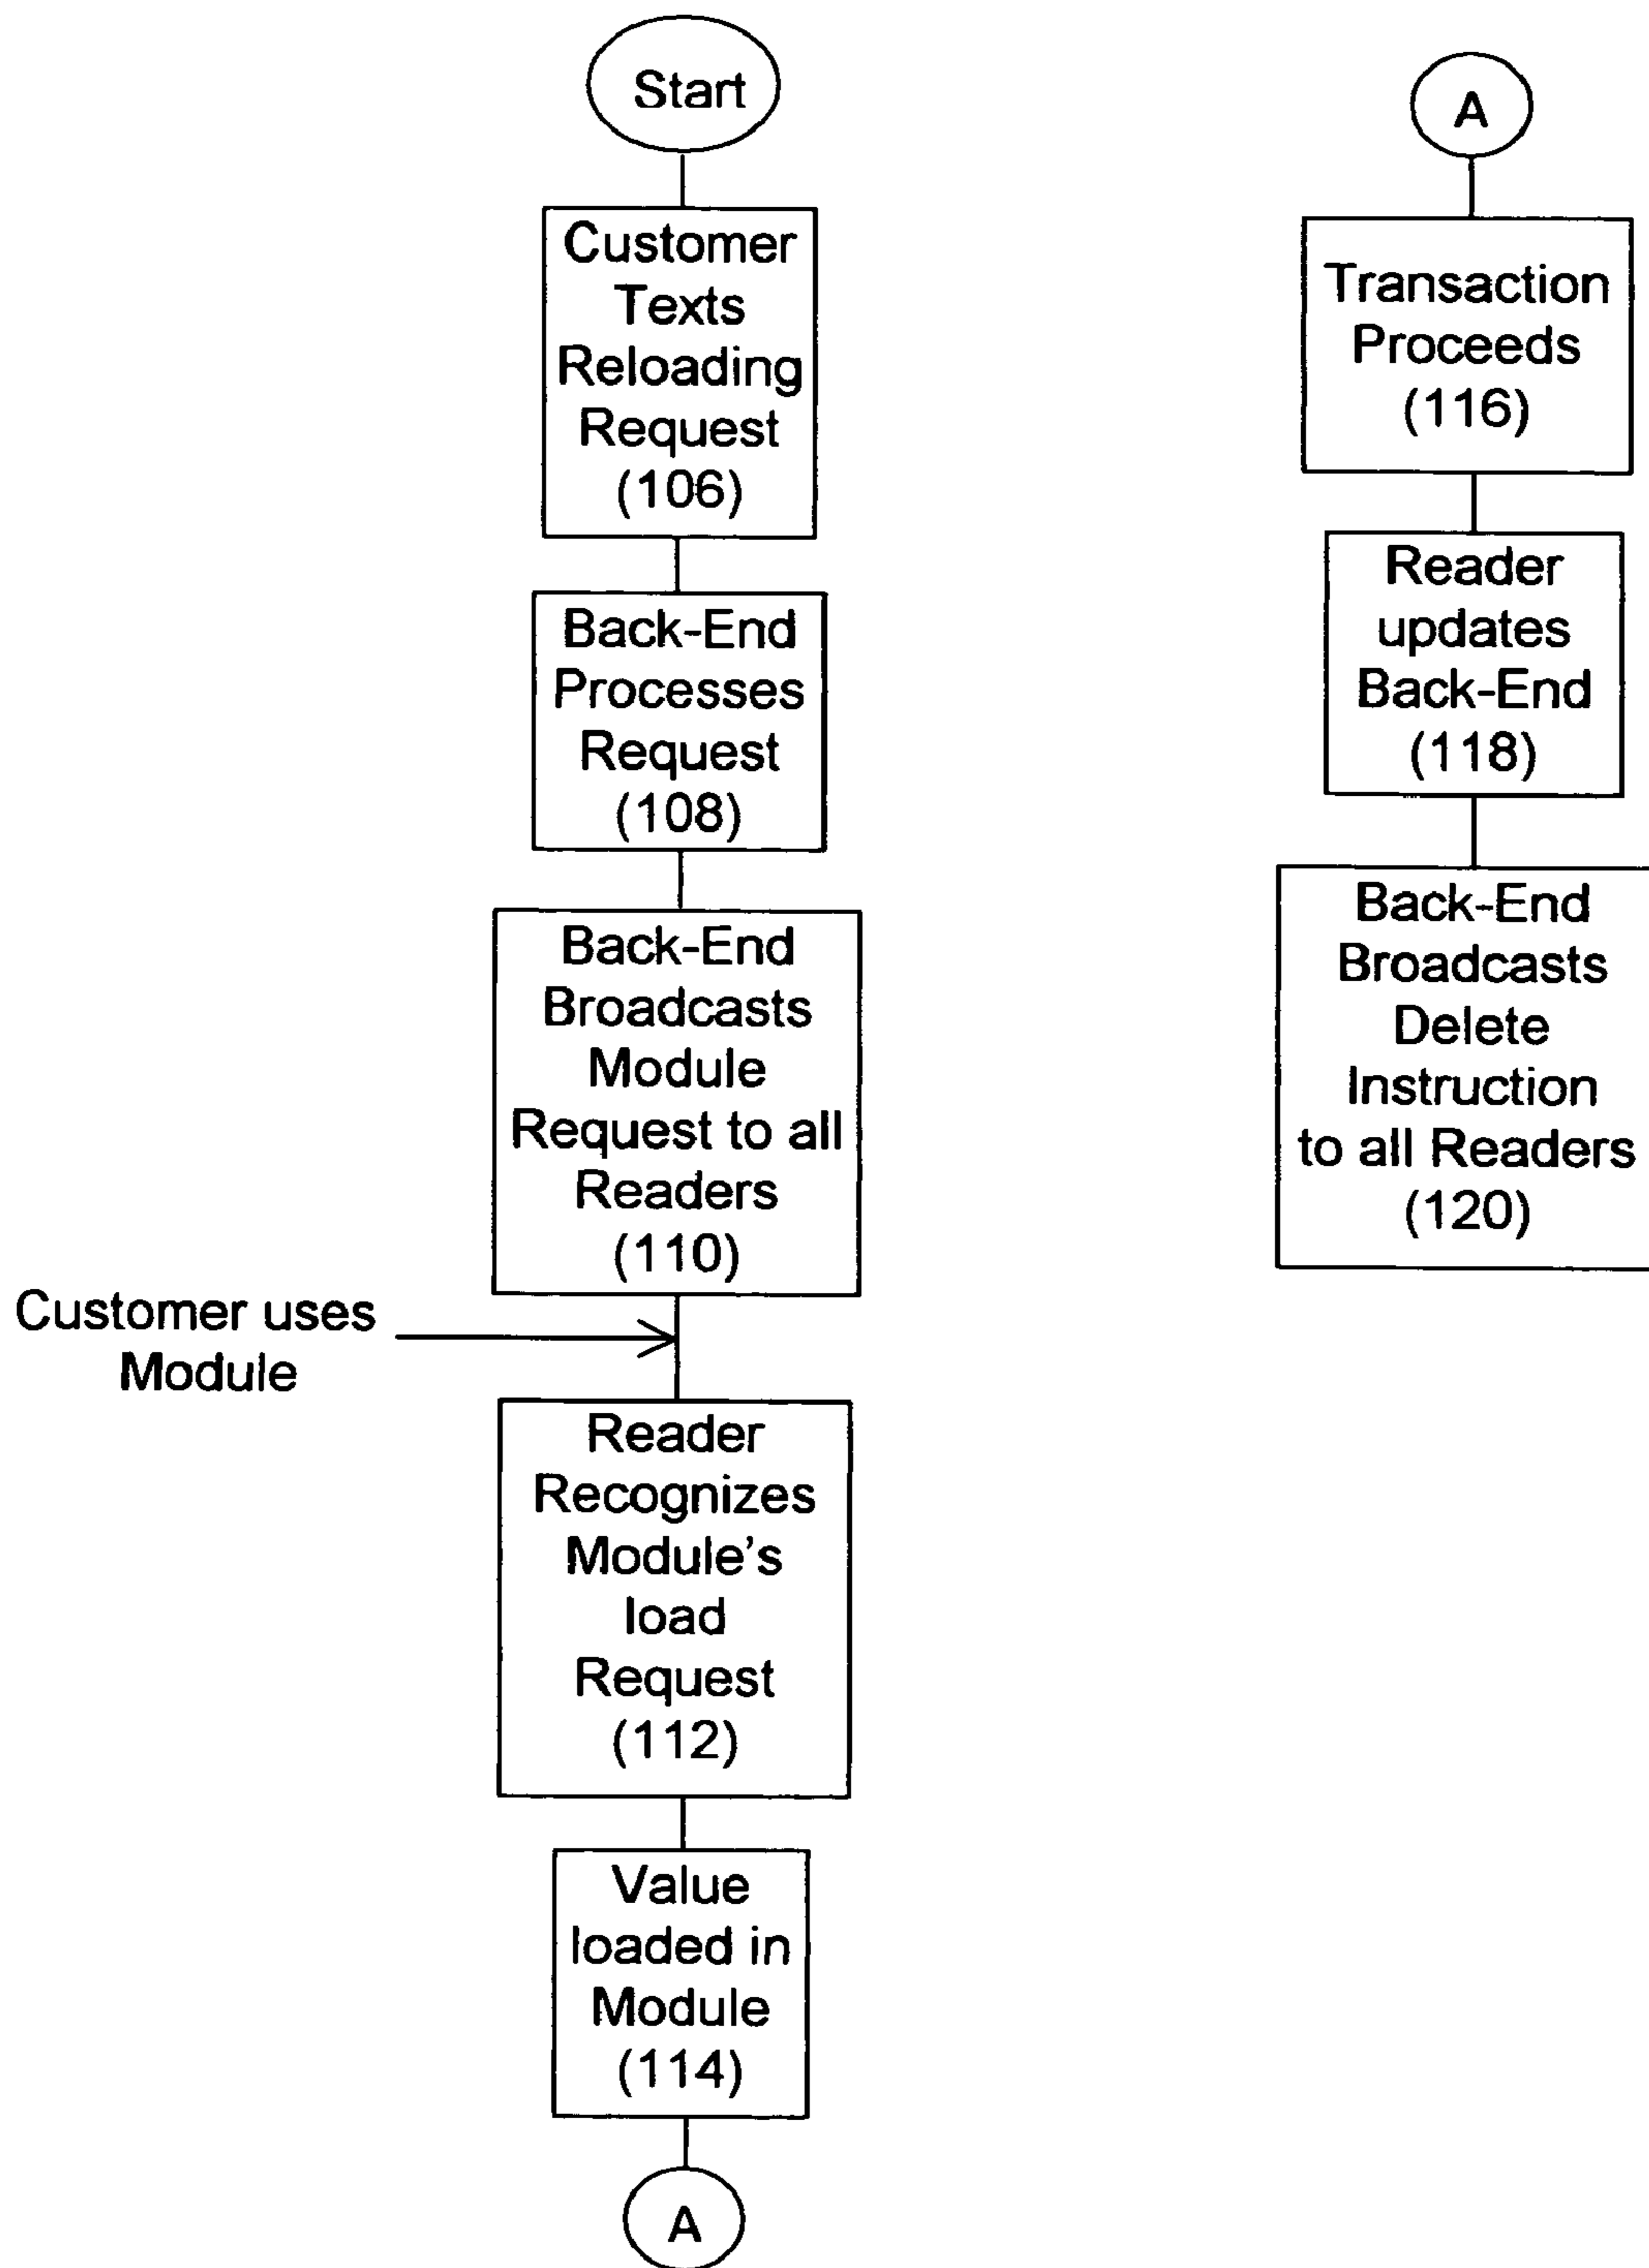 Start
Customer
Texts
Reloading
Request
(106)
Back-End
Processes
Request
(108)
Back-End
Broadcasts
Module
Request to all
Readers
(110)
Customer uses
Module
Reader
Recognizes
Module's
load
Request
(112)
Value
loaded in
Module
(114)
A
A
Transaction
Proceeds
(116)
Reader
updates
Back-End
(118)
Back-End
Broadcasts
Delete
Instruction
to all Readers
(120)